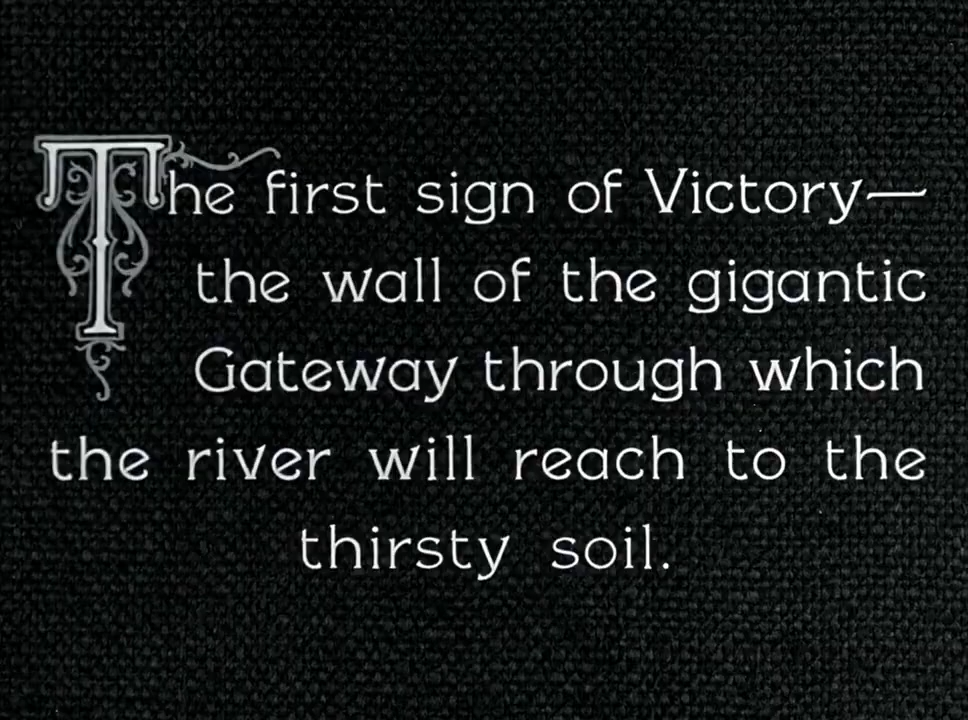 The first sign of Victory—
the wall of the gigantic
Gateway through which
the river will reach to the
thirsty soil.